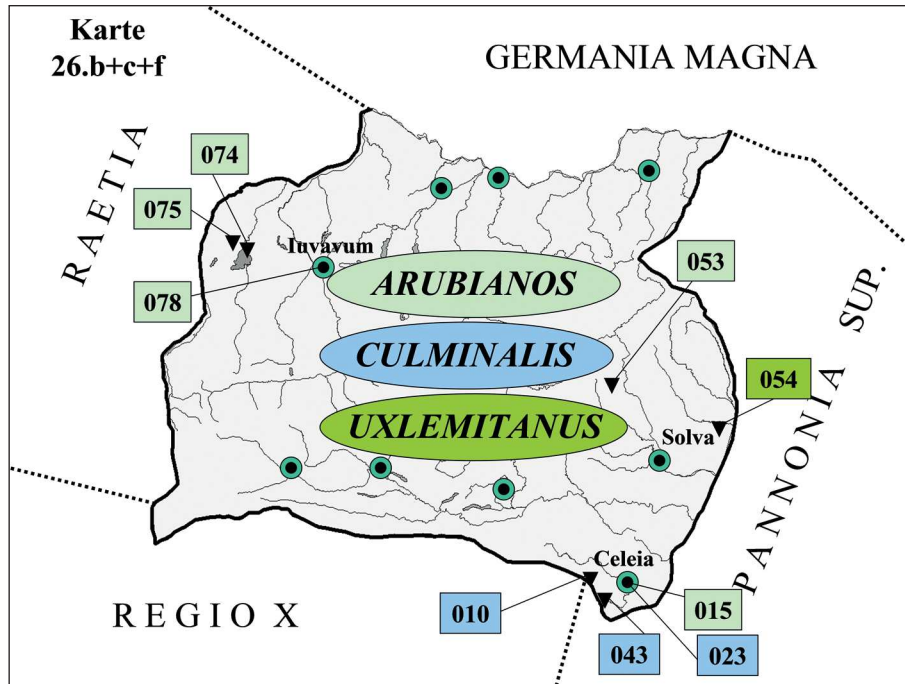 Karte
26.b+c+f
GERMANIA MAGNA
RAETIA
074
075
Iuvavum
078
053
ARUBIANOS
CULMINALIS
UXLEMITANUS
054
Solva
PANNONIA SUP.
Celeia
REGIO X
010
015
043
023